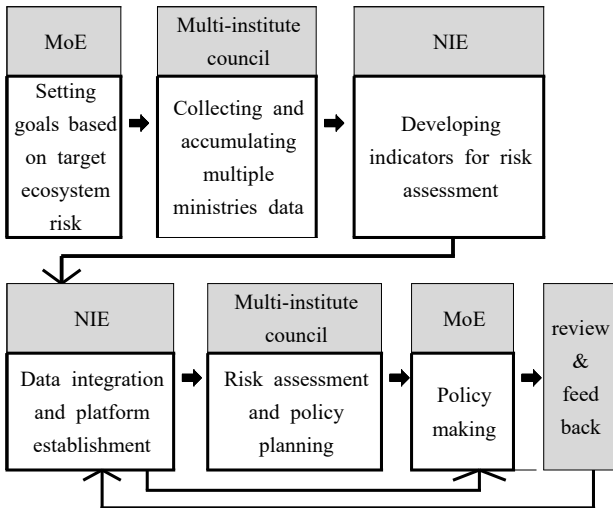 MoE
Setting
goals based
on target
ecosystem
risk
Multi-institute
council
Collecting and
accumulating
multiple
ministries data
NIE
Developing
indicators for risk
assessment
NIE
Data integration
and platform
establishment
Multi-institute
council
Risk assessment
and policy
planning
MoE
Policy
making
review
&
feed
back